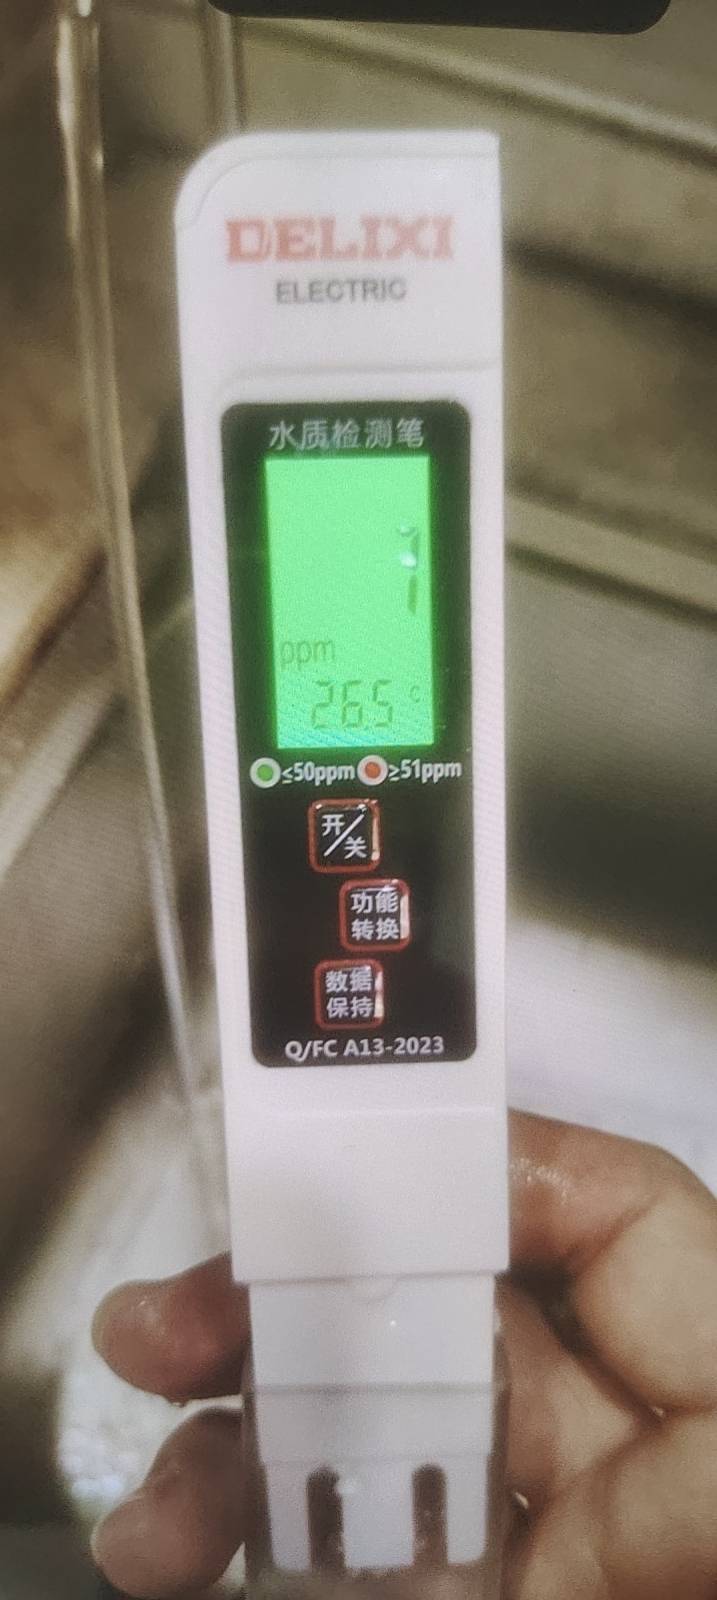 DELIXI
ELECTRIC
水质检测笔
1
ppm
26.5 °C
≤50ppm ≥51ppm
开/关
功能
转换
数据
保持
Q/FC A13-2023